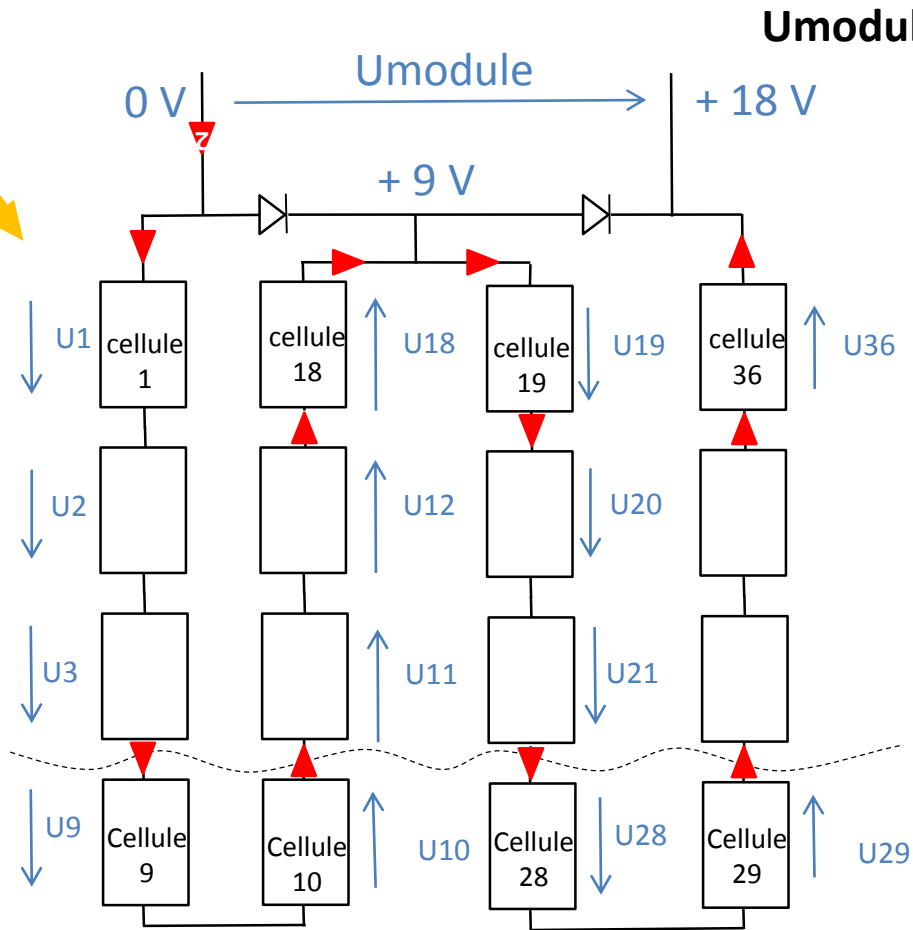 Umodul
Umodule
0 V
+ 18 V
7
+ 9 V
U1
cellule
1
cellule
18
U18
cellule
19
U19
cellule
36
U36
U2
U12
U20
U3
U11
U21
U9
Cellule
9
Cellule
10
U10
Cellule
28
U28
Cellule
29
U29